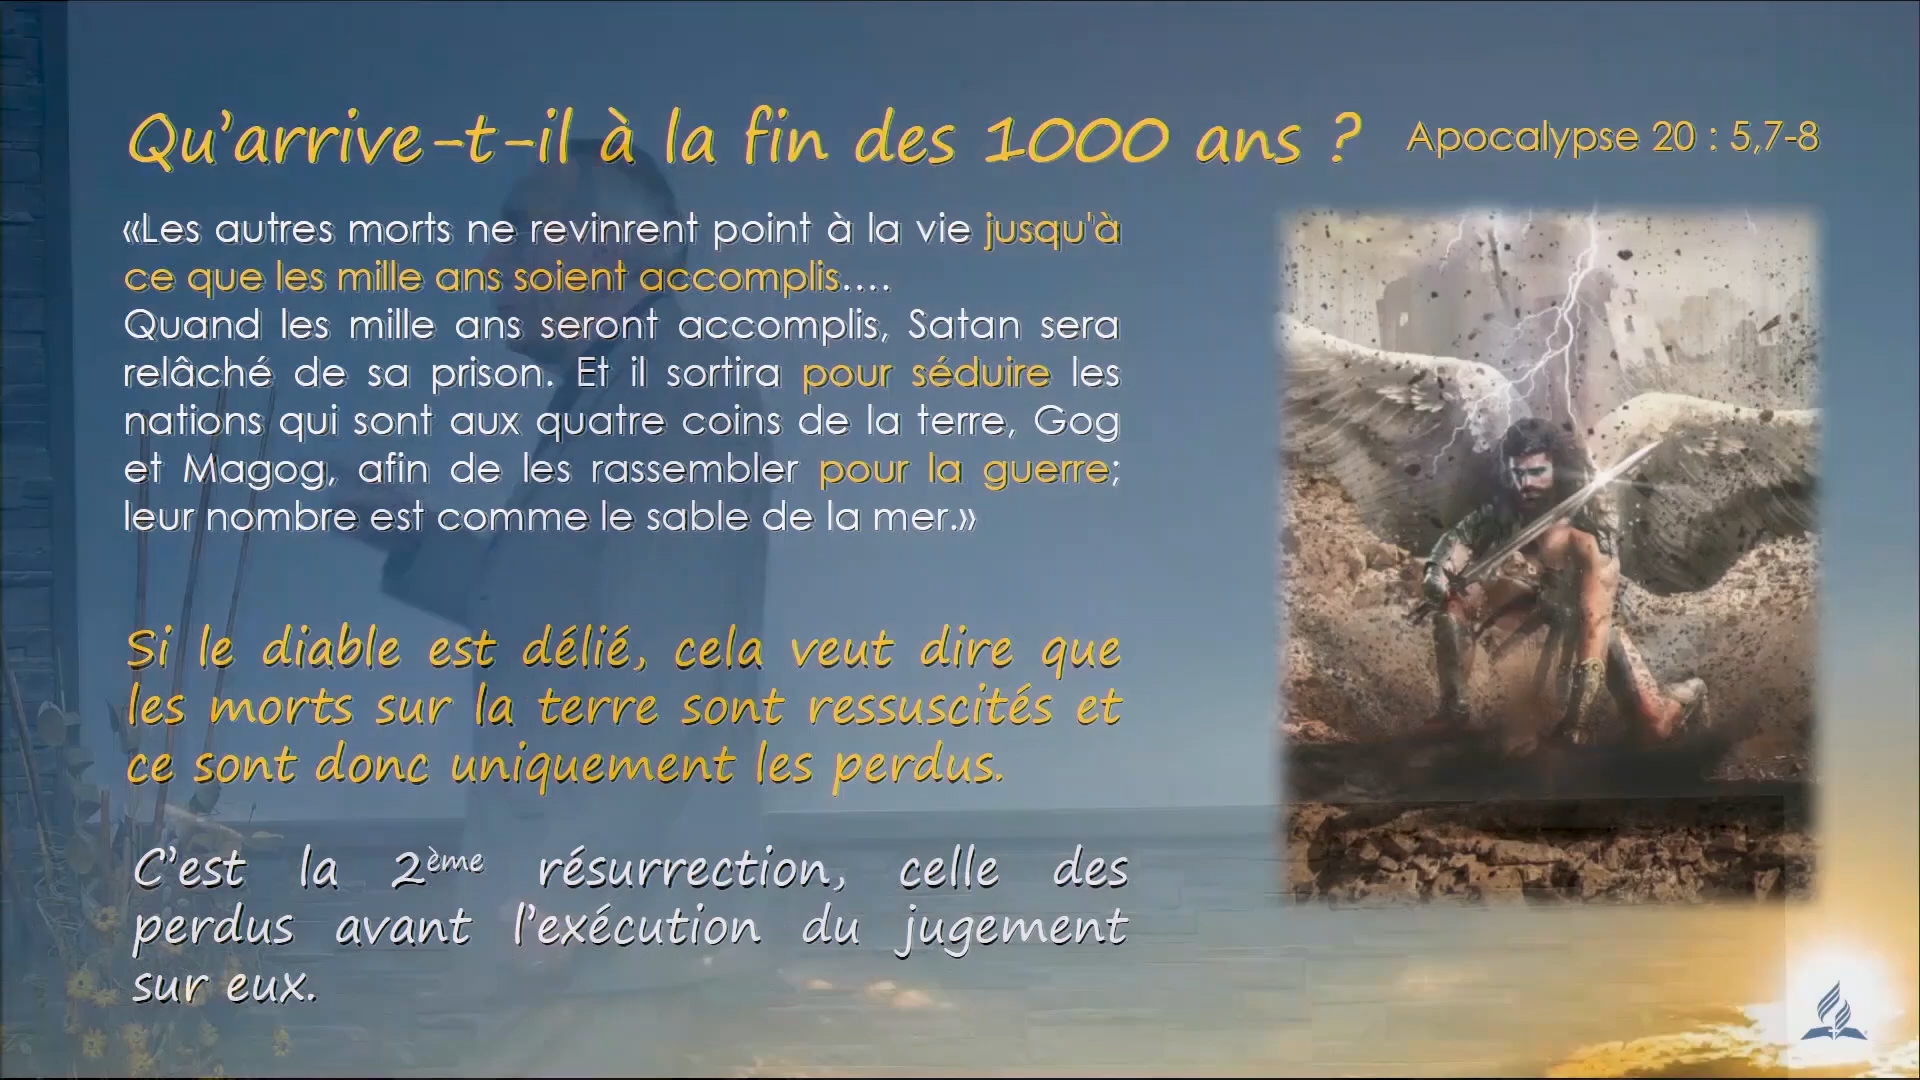 Qu’arrive-t-il à la fin des 1000 ans ? Apocalypse 20 : 5,7-8
«Les autres morts ne revinrent point à la vie jusqu'à
ce que les mille ans soient accomplis....
Quand les mille ans seront accomplis, Satan sera
relâché de sa prison. Et il sortira pour séduire les
nations qui sont aux quatre coins de la terre, Gog
et Magog, afin de les rassembler pour la guerre;
leur nombre est comme le sable de la mer.»
Si le diable est délié, cela veut dire que
les morts sur la terre sont ressuscités et
ce sont donc uniquement les perdus.
C’est la 2ème résurrection, celle des
perdus avant l’exécution du jugement
sur eux.